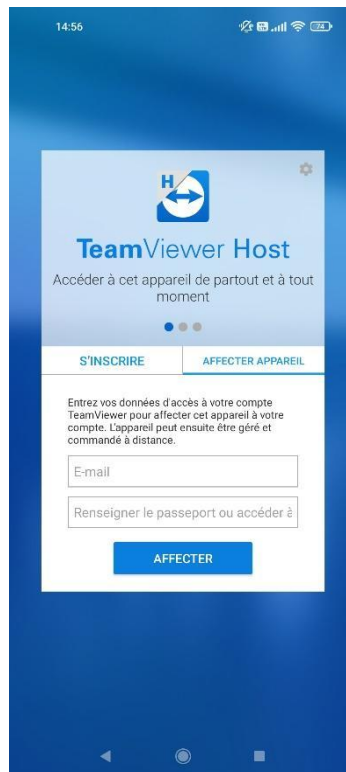 14:56
74
H
TeamViewer Host
Accéder à cet appareil de partout et à tout
moment
S'INSCRIRE
AFFECTER APPAREIL
Entrez vos données d'accès à votre compte
TeamViewer pour affecter cet appareil à votre
compte. L'appareil peut ensuite être géré et
commandé à distance.
E-mail
Renseigner le passeport ou accéder à
AFFECTER